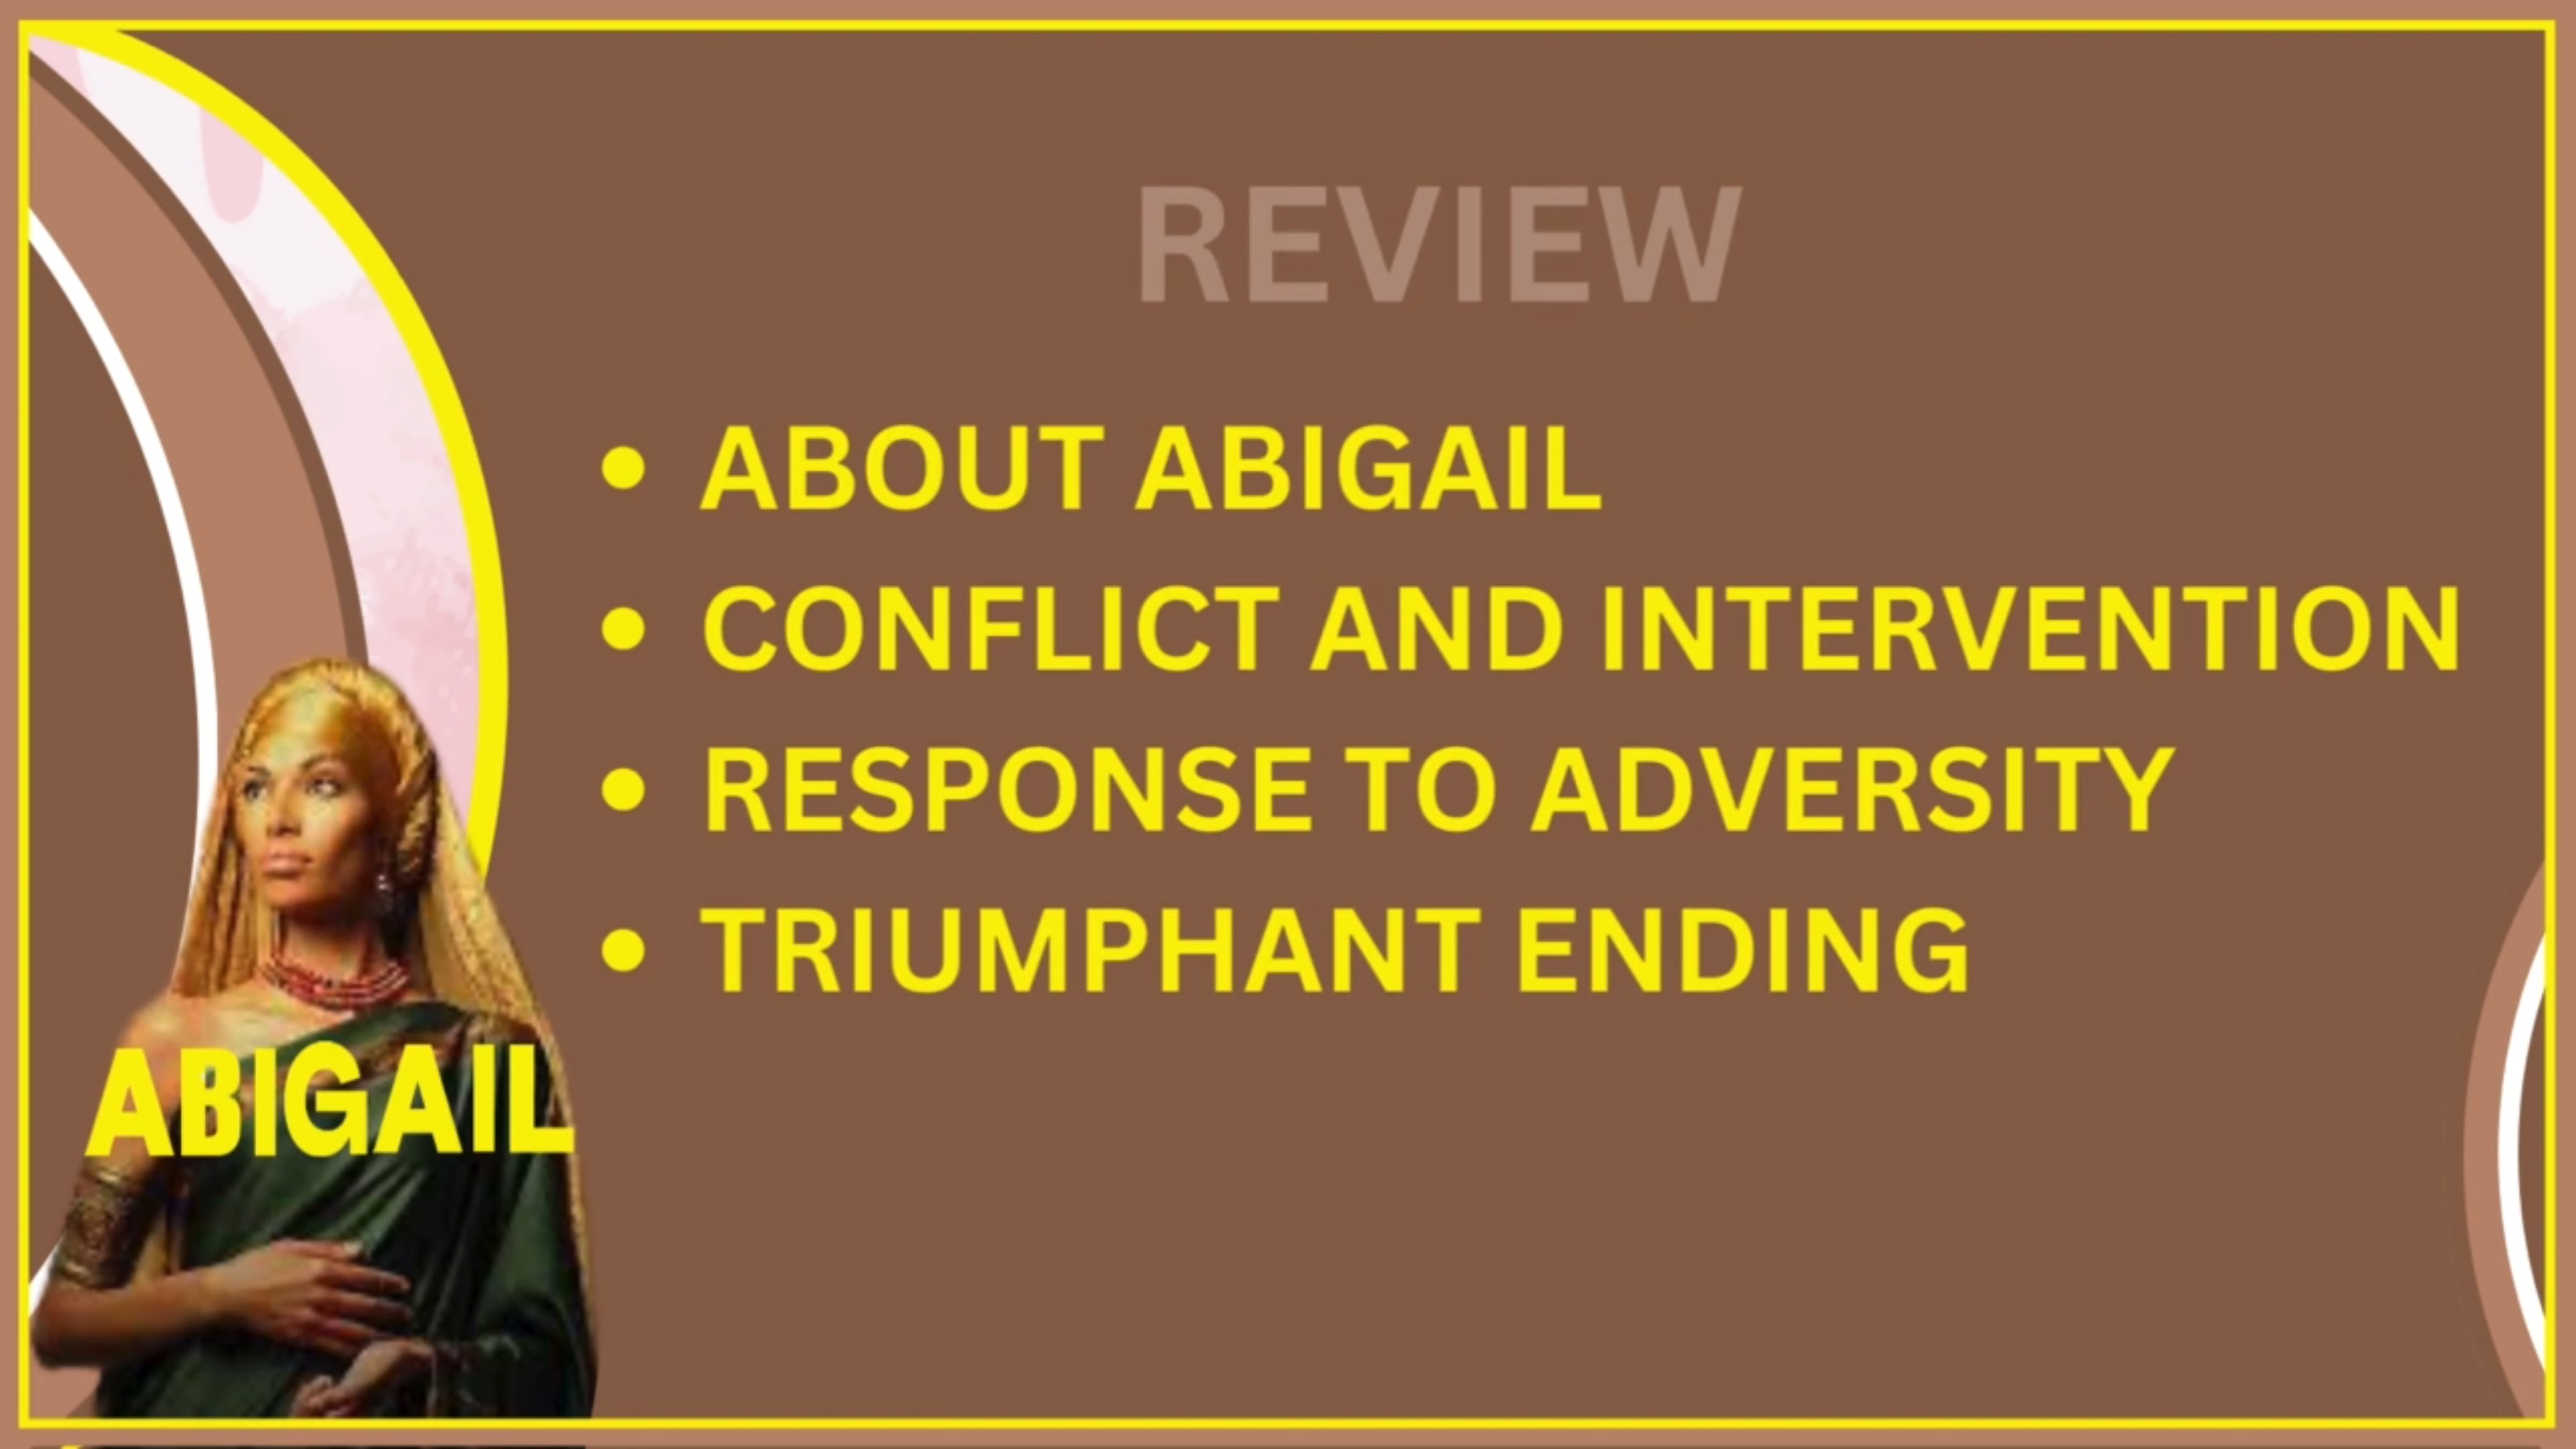 REVIEW
• ABOUT ABIGAIL
• CONFLICT AND INTERVENTION
• RESPONSE TO ADVERSITY
• TRIUMPHANT ENDING
ABIGAIL